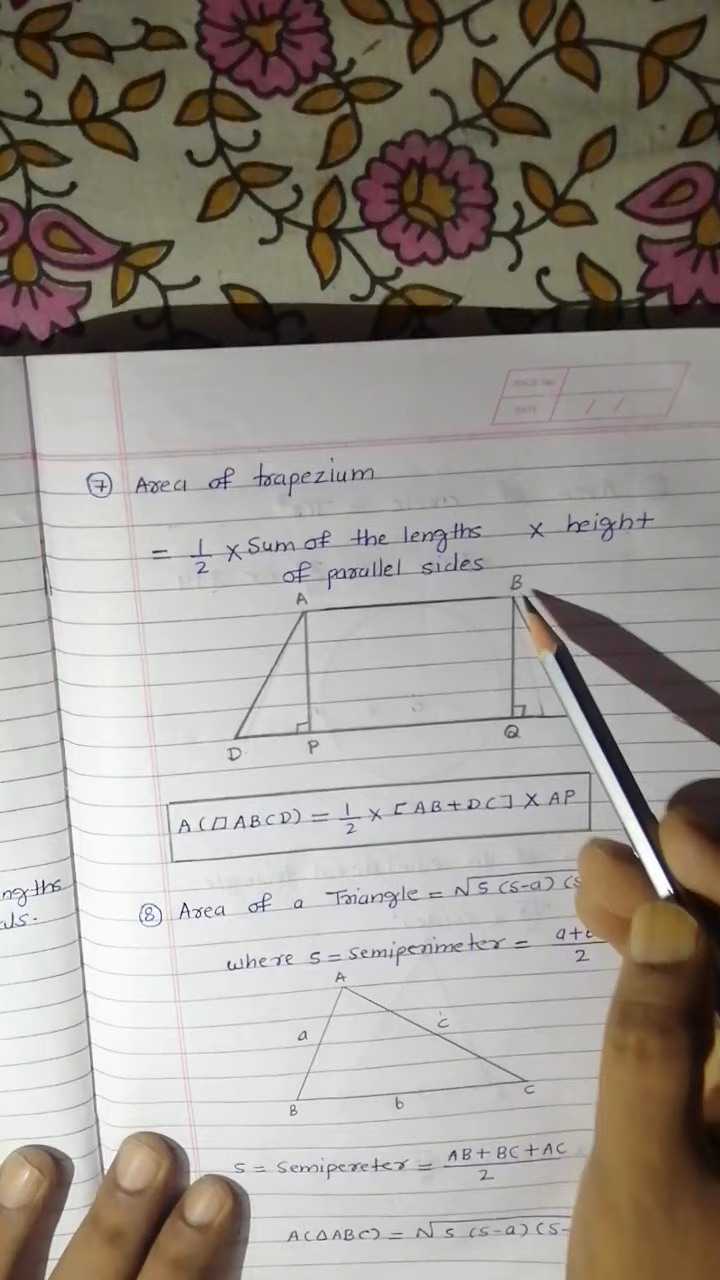 ⑦ Area of trapezium
= 1/2 × Sum of the lengths × height
of parallel sides
A B
D P Q
A(□ABCD) = 1/2 × [AB+DC] × AP
ngths
als.
⑧ Area of a Triangle = √s(s-a)(s
where s = semiperimeter = a+b/2
A
a c
B b C
s = semipereter = AB+BC+AC/2
A(△ABC) = √s(s-a)(s-